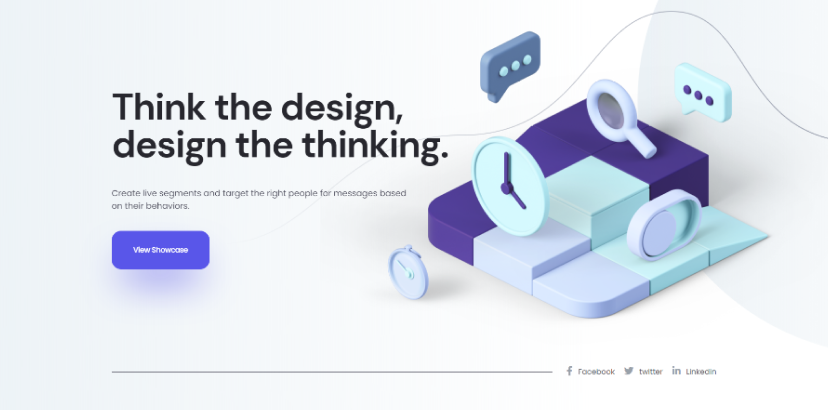 Think the design,
design the thinking.
Create live segments and target the right people for messages based
on their behaviors.
View Showcase
Facebook twitter LinkedIn